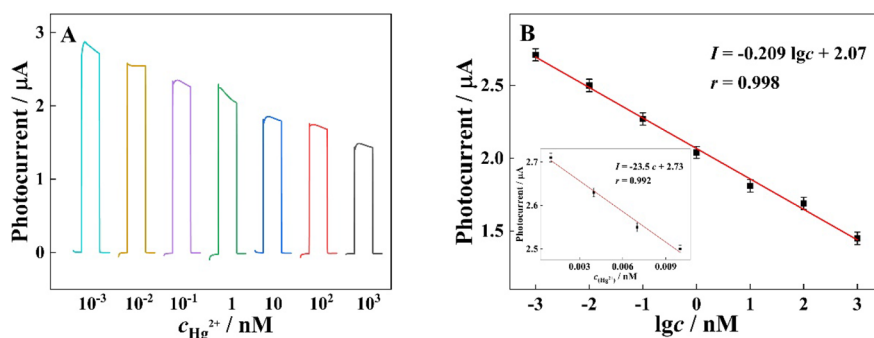 A
Photocurrent / μA
3
2
1
0
10⁻³ 10⁻² 10⁻¹ 1 10 10² 10³
c_Hg²⁺ / nM
B
I = -0.209 lgc + 2.07
r = 0.998
Photocurrent / μA
2.5
2.0
1.5
-3 -2 -1 0 1 2 3
lgc / nM
I = -23.5 c + 2.73
r = 0.992
Photocurrent / μA
2.7
2.6
2.5
0.003 0.006 0.009
c(Hg²⁺) / nM